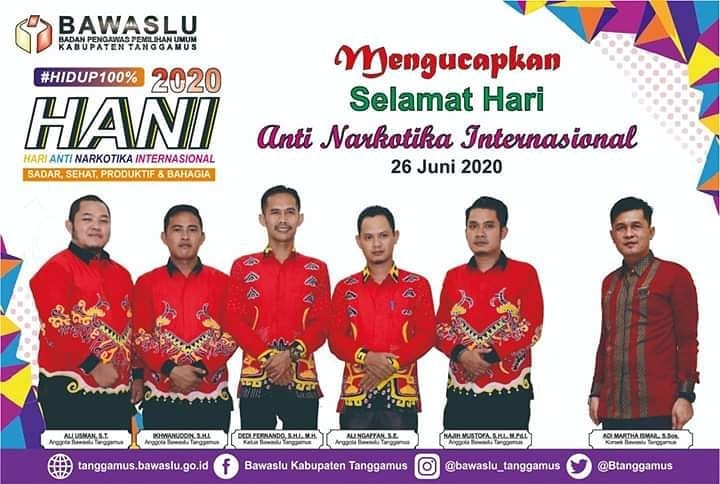 BAWASLU
BADAN PENGAWAS PEMILIHAN UMUM
KABUPATEN TANGGAMUS
#HIDUP100%
2020
HANI
HARI ANTI NARKOTIKA INTERNASIONAL
SADAR, SEHAT, PRODUKTIF & BAHAGIA
Mengucapkan
Selamat Hari
Anti Narkotika Internasional
26 Juni 2020
ALI USMAN, S.T.
Anggota Bawaslu Tanggamus
IKHWANUDDIN, S.H.I.
Anggota Bawaslu Tanggamus
DEDI FERNANDO, S.H.I., M.H.
Ketua Bawaslu Tanggamus
ALI NGAFFAN, S.E.
Anggota Bawaslu Tanggamus
NAJIH MUSTOFA, S.H.I., M.Pd.I.
Anggota Bawaslu Tanggamus
ADI MARTHA ISMAIL, S.Sos.
Korsek Bawaslu Tanggamus
tanggamus.bawaslu.go.id
Bawaslu Kabupaten Tanggamus
@bawaslu_tanggamus
@Btanggamus